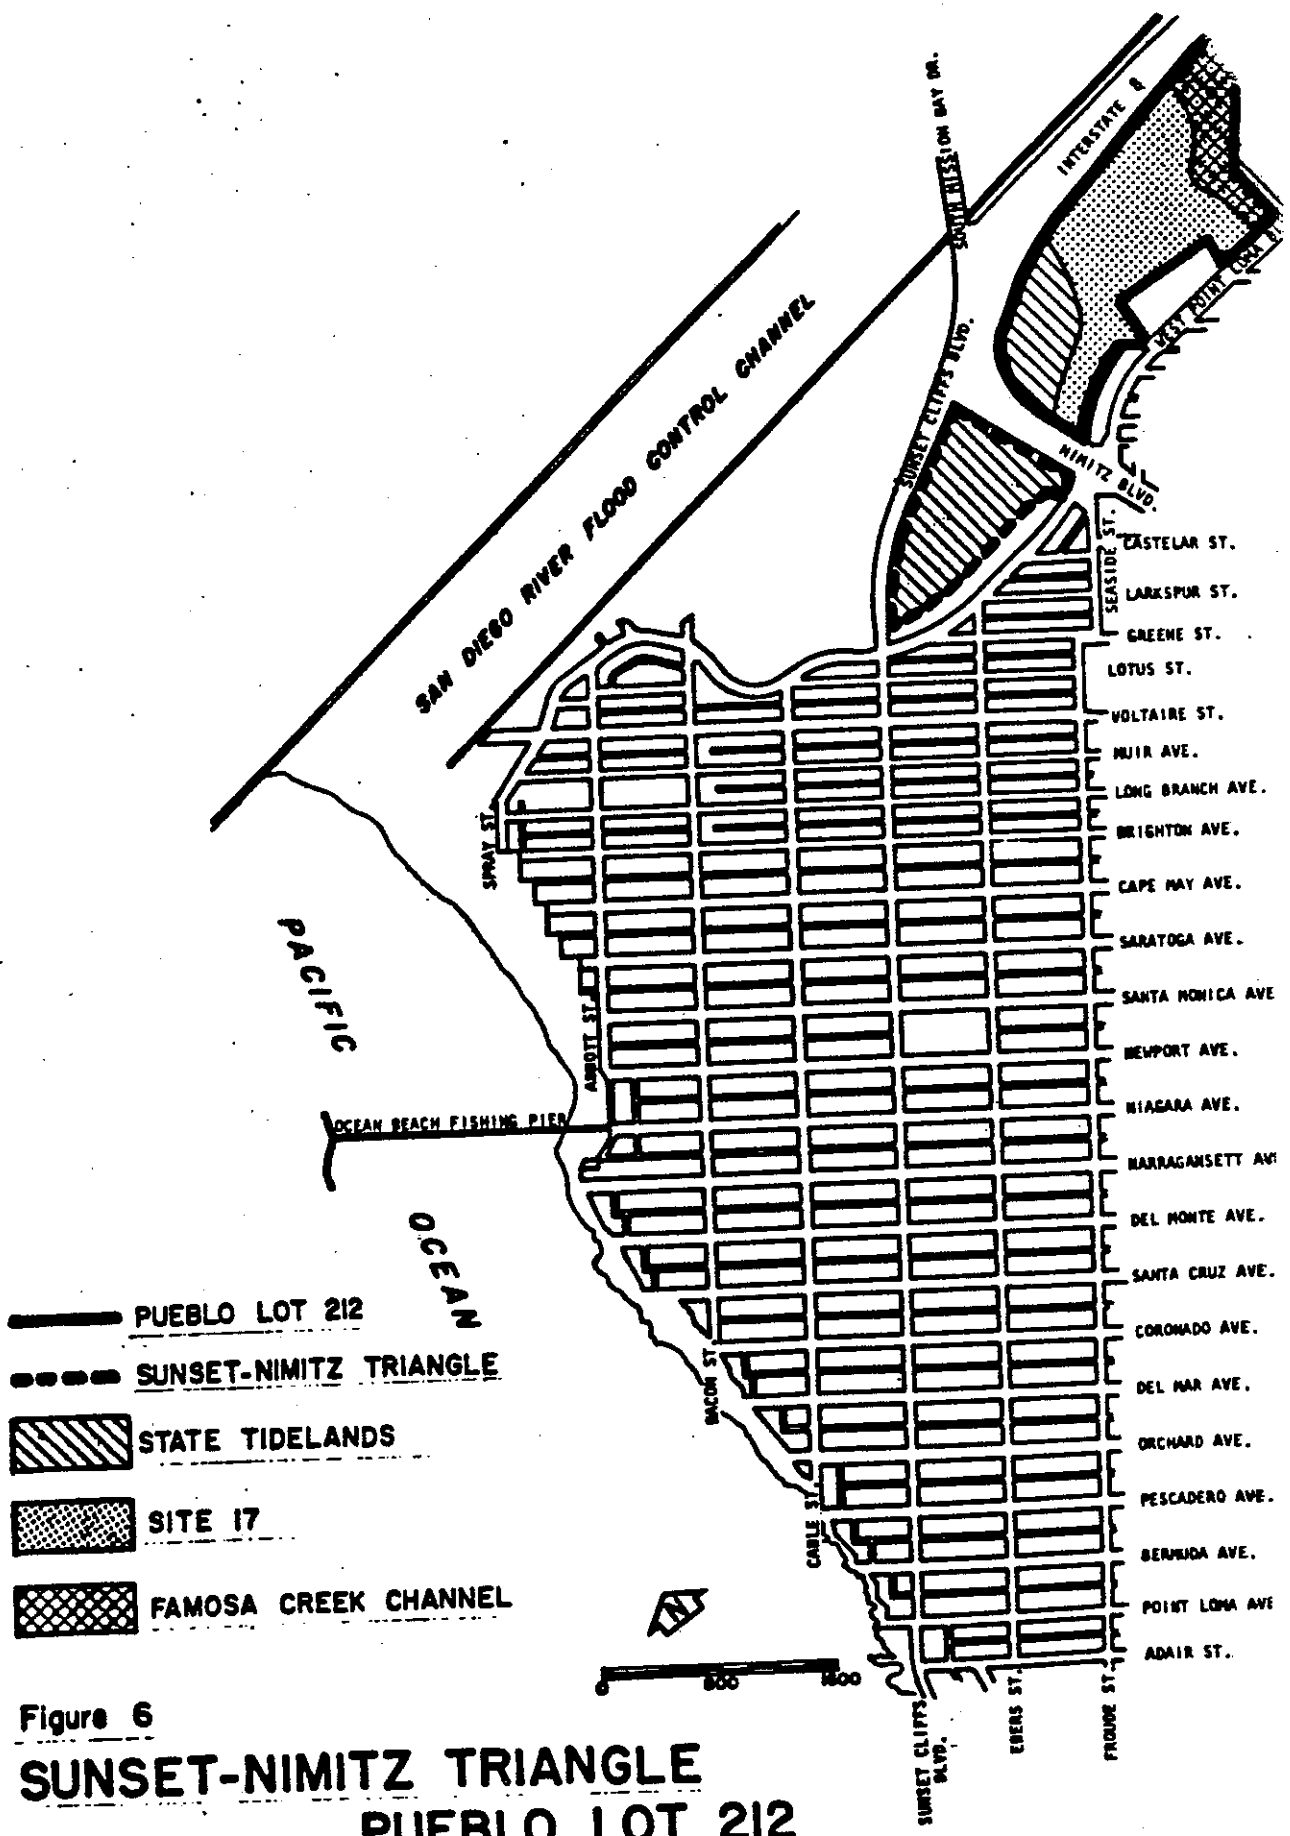 SOUTH MISSION BAY DR.
INTERSTATE 8
WEST POINT LOMA
SAN DIEGO RIVER FLOOD CONTROL CHANNEL
SUNSET CLIFFS BLVD.
NIMITZ BLVD.
SEASIDE ST.
CASTELAR ST.
LARKSPUR ST.
GREENE ST.
LOTUS ST.
VOLTAIRE ST.
MUIR AVE.
LONG BRANCH AVE.
BRIGHTON AVE.
SPRAY ST.
CAPE MAY AVE.
SARATOGA AVE.
PACIFIC
SANTA MONICA AVE
ABBOTT ST.
NEWPORT AVE.
NIAGARA AVE.
OCEAN BEACH FISHING PIER
NARRAGANSETT AVE
DEL MONTE AVE.
OCEAN
SANTA CRUZ AVE.
CORONADO AVE.
BACON ST.
DEL MAR AVE.
ORCHARD AVE.
PESCADERO AVE.
CABLE ST.
BERMUDA AVE.
POINT LOMA AVE
ADAIR ST.
SUNSET CLIFFS
BLVD.
EBERS ST.
FROUDE ST.
PUEBLO LOT 212
SUNSET-NIMITZ TRIANGLE
STATE TIDELANDS
SITE 17
FAMOSA CREEK CHANNEL
N
0 800 1600
Figure 6
SUNSET-NIMITZ TRIANGLE
PUEBLO LOT 212